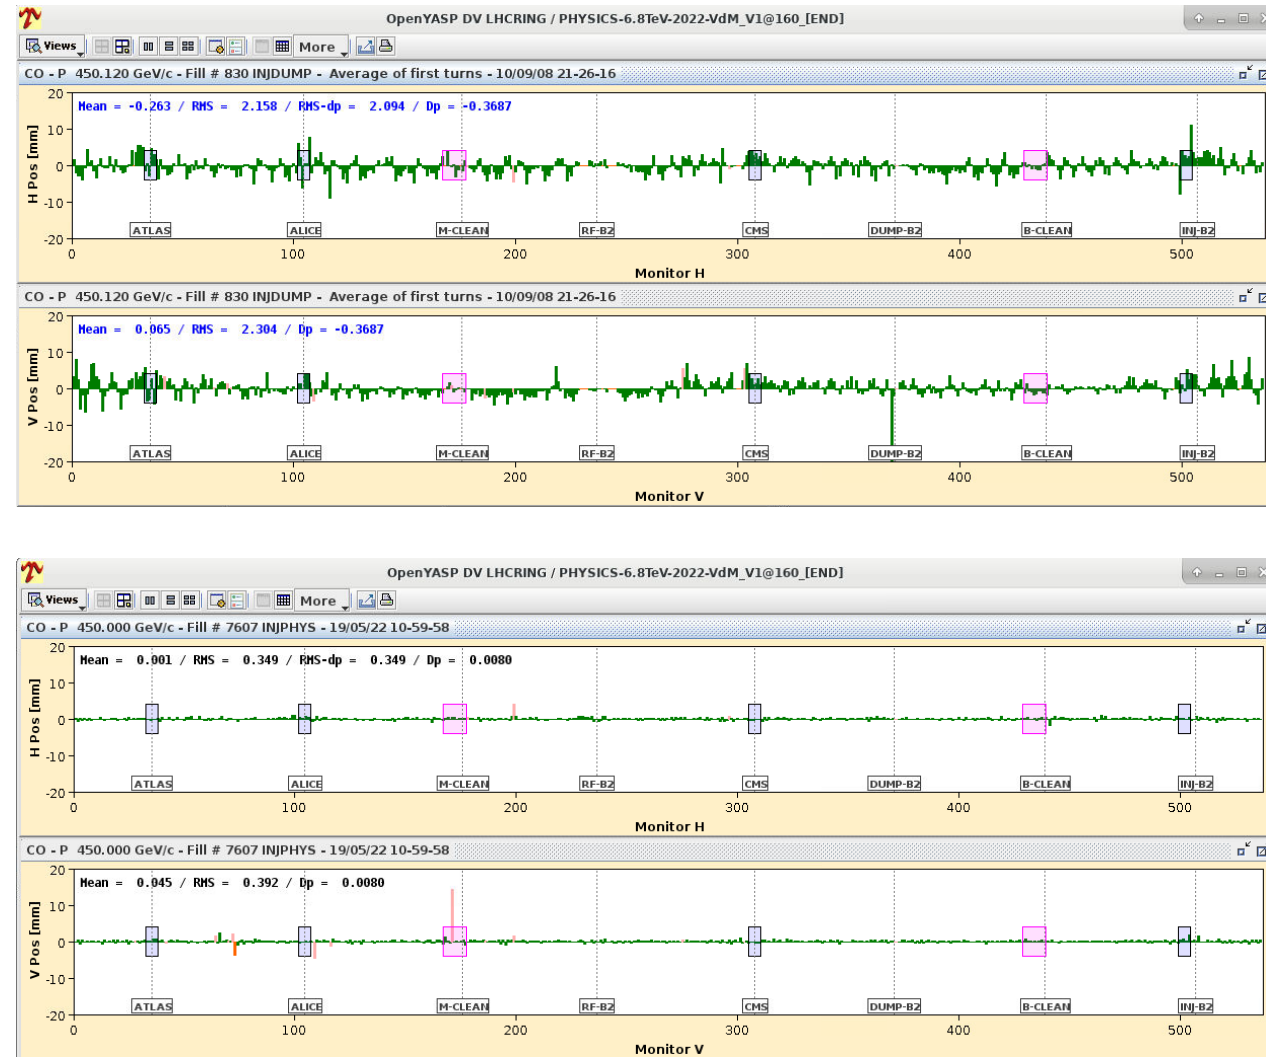 OpenYASP DV LHCRING / PHYSICS-6.8TeV-2022-VdM_V1@160_[END]
Views More
CO - P 450.120 GeV/c - Fill # 830 INJDUMP - Average of first turns - 10/09/08 21-26-16
Mean = -0.263 / RMS = 2.158 / RMS-dp = 2.094 / Dp = -0.3687
H Pos [mm]
20
10
0
-10
-20
ATLAS ALICE M-CLEAN RF-B2 CMS DUMP-B2 B-CLEAN INJ-B2
0 100 200 300 400 500
Monitor H
CO - P 450.120 GeV/c - Fill # 830 INJDUMP - Average of first turns - 10/09/08 21-26-16
Mean = 0.065 / RMS = 2.304 / Dp = -0.3687
V Pos [mm]
20
10
0
-10
-20
ATLAS ALICE M-CLEAN RF-B2 CMS DUMP-B2 B-CLEAN INJ-B2
0 100 200 300 400 500
Monitor V
OpenYASP DV LHCRING / PHYSICS-6.8TeV-2022-VdM_V1@160_[END]
Views More
CO - P 450.000 GeV/c - Fill # 7607 INJPHYS - 19/05/22 10-59-58
Mean = 0.001 / RMS = 0.349 / RMS-dp = 0.349 / Dp = 0.0080
H Pos [mm]
20
10
0
-10
-20
ATLAS ALICE M-CLEAN RF-B2 CMS DUMP-B2 B-CLEAN INJ-B2
0 100 200 300 400 500
Monitor H
CO - P 450.000 GeV/c - Fill # 7607 INJPHYS - 19/05/22 10-59-58
Mean = 0.045 / RMS = 0.392 / Dp = 0.0080
V Pos [mm]
20
10
0
-10
-20
ATLAS ALICE M-CLEAN RF-B2 CMS DUMP-B2 B-CLEAN INJ-B2
0 100 200 300 400 500
Monitor V